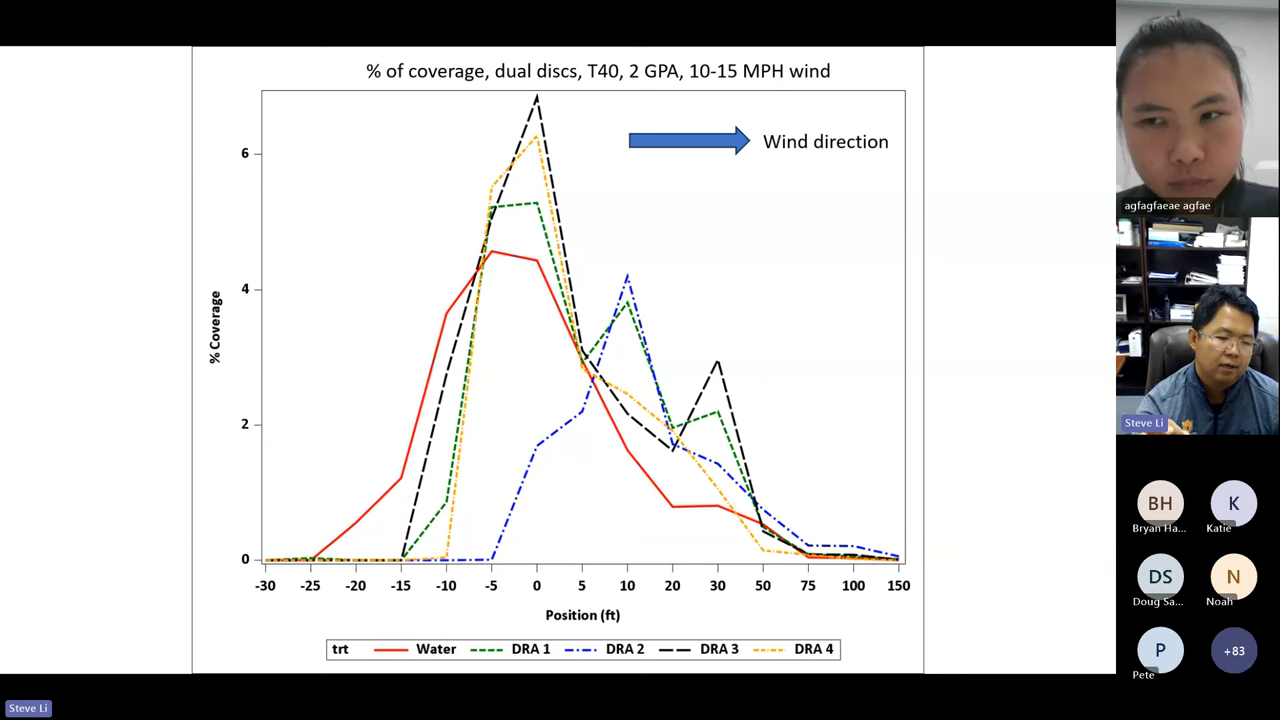 % of coverage, dual discs, T40, 2 GPA, 10-15 MPH wind
Wind direction
6
4
2
0
% Coverage
-30 -25 -20 -15 -10 -5 0 5 10 20 30 50 75 100 150
Position (ft)
trt Water DRA 1 DRA 2 DRA 3 DRA 4
agfagfaeae agfae
Steve Li
BH K
Bryan Ha... Katie
DS N
Doug Sa... Noah
P +83
Pete
Steve Li